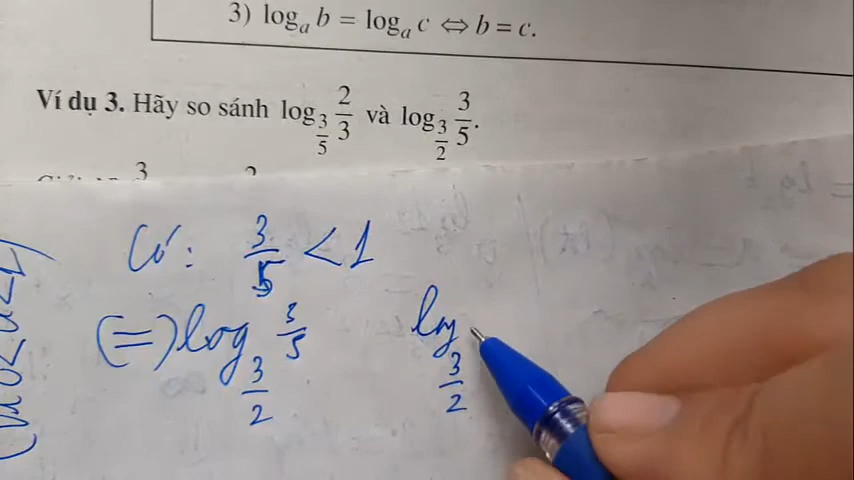 3) log_a b = log_a c ⇔ b = c.
Ví dụ 3. Hãy so sánh log_{3/5} 2/3 và log_{3/2} 3/5.
Có: 3/5 < 1
(=) log_{3/2} 3/5 log_{3/2}